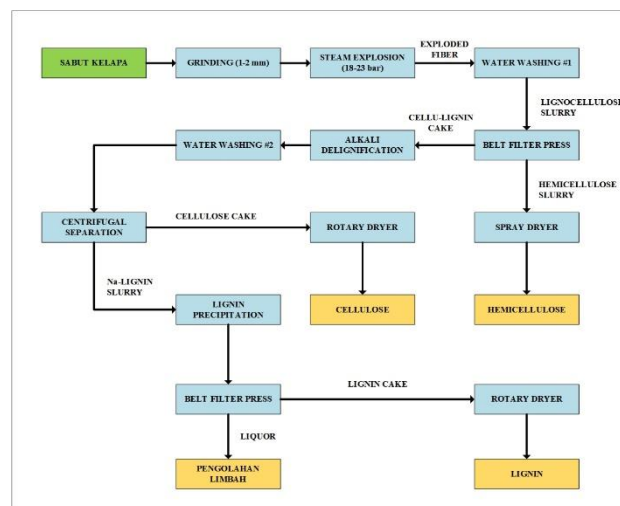 SABUT KELAPA
GRINDING (1-2 mm)
STEAM EXPLOSION
(18-23 bar)
EXPLODED
FIBER
WATER WASHING #1
LIGNOCELLULOSE
SLURRY
WATER WASHING #2
ALKALI
DELIGNIFICATION
CELLU-LIGNIN
CAKE
BELT FILTER PRESS
HEMICELLULOSE
SLURRY
CENTRIFUGAL
SEPARATION
CELLULOSE CAKE
ROTARY DRYER
SPRAY DRYER
Na-LIGNIN
SLURRY
LIGNIN
PRECIPITATION
CELLULOSE
HEMICELLULOSE
BELT FILTER PRESS
LIGNIN CAKE
ROTARY DRYER
LIQUOR
PENGOLAHAN
LIMBAH
LIGNIN